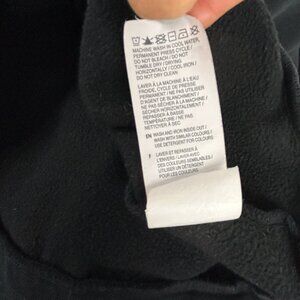 MACHINE WASH IN COOL WATER,
PERMANENT PRESS CYCLE /
DO NOT BLEACH / DO NOT
TUMBLE DRY / DRYING
HORIZONTALLY / COOL IRON /
DO NOT DRY CLEAN
LAVER À LA MACHINE À L'EAU
FROIDE, CYCLE DE PRESSE
PERMANENT / NE PAS UTILISER
D'AGENT DE BLANCHIMENT /
NE PAS SÉCHER À LA MACHINE /
SÉCHER HORIZONTALEMENT /
REPASSER À BASSE
TEMPÉRATURE / NE PAS
NETTOYER À SEC
EN WASH AND IRON INSIDE OUT /
WASH WITH SIMILAR COLOURS /
USE DETERGENT FOR COLOURS
F LAVER ET REPASSER À
L'ENVERS / LAVER AVEC
DES COULEURS SEMBLABLES /
UTILISER UN DÉTERGENT
POUR LES COULEURS